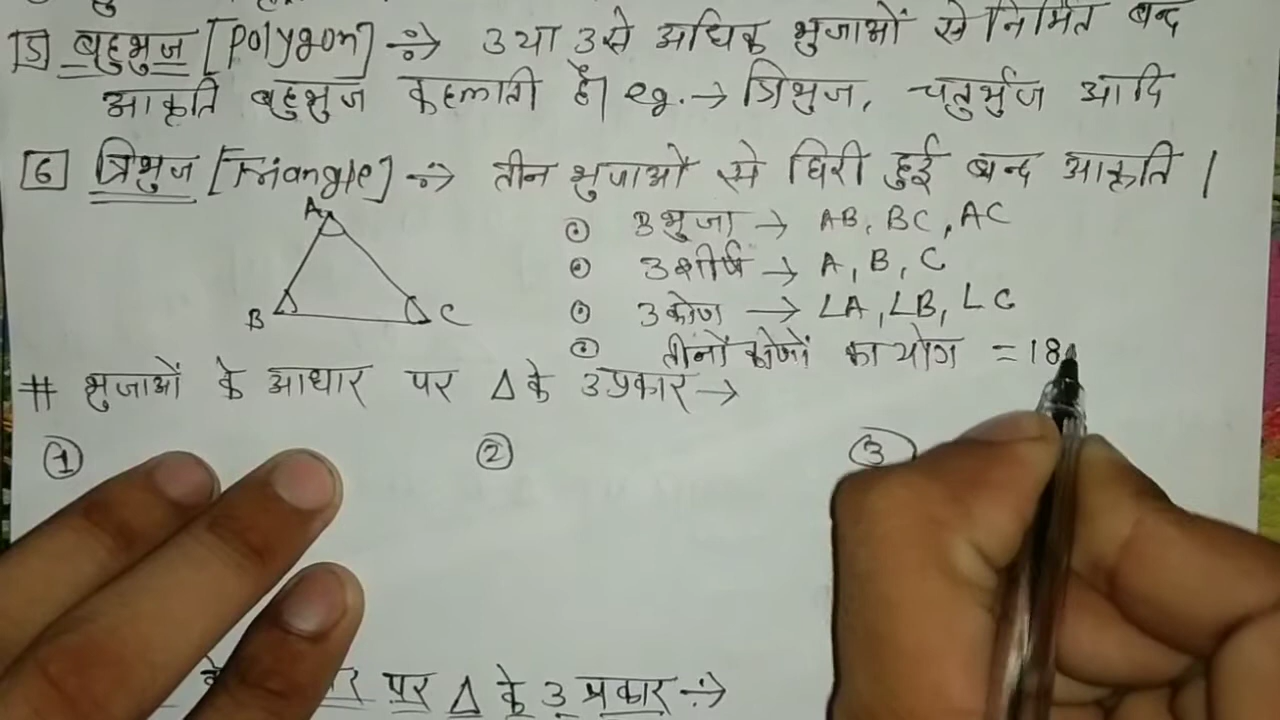 5 बहुभुज [Polygon] ÷→ 3 या 3 से अधिक भुजाओं से निर्मित बन्द
आकृति बहुभुज कहलाती है। eg. → त्रिभुज, चतुर्भुज आदि
6 त्रिभुज [Triangle] ÷→ तीन भुजाओं से घिरी हुई बन्द आकृति |
A
B
C
⊙ 3 भुजा → AB, BC, AC
⊙ 3 शीर्ष → A, B, C
⊙ 3 कोण → ∠A, ∠B, ∠C
⊙ तीनों कोणों का योग = 18
# भुजाओं के आधार पर Δ के 3 प्रकार →
① ② ③
पर Δ के 3 प्रकार ÷→